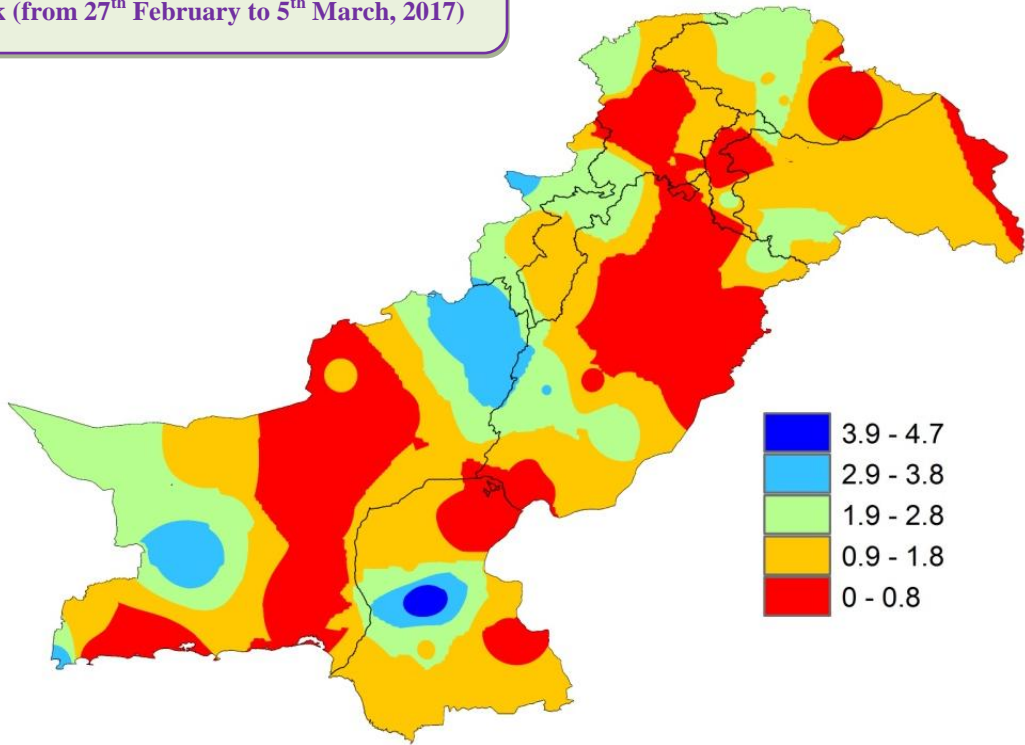 (from 27th February to 5th March, 2017)
3.9 - 4.7
2.9 - 3.8
1.9 - 2.8
0.9 - 1.8
0 - 0.8